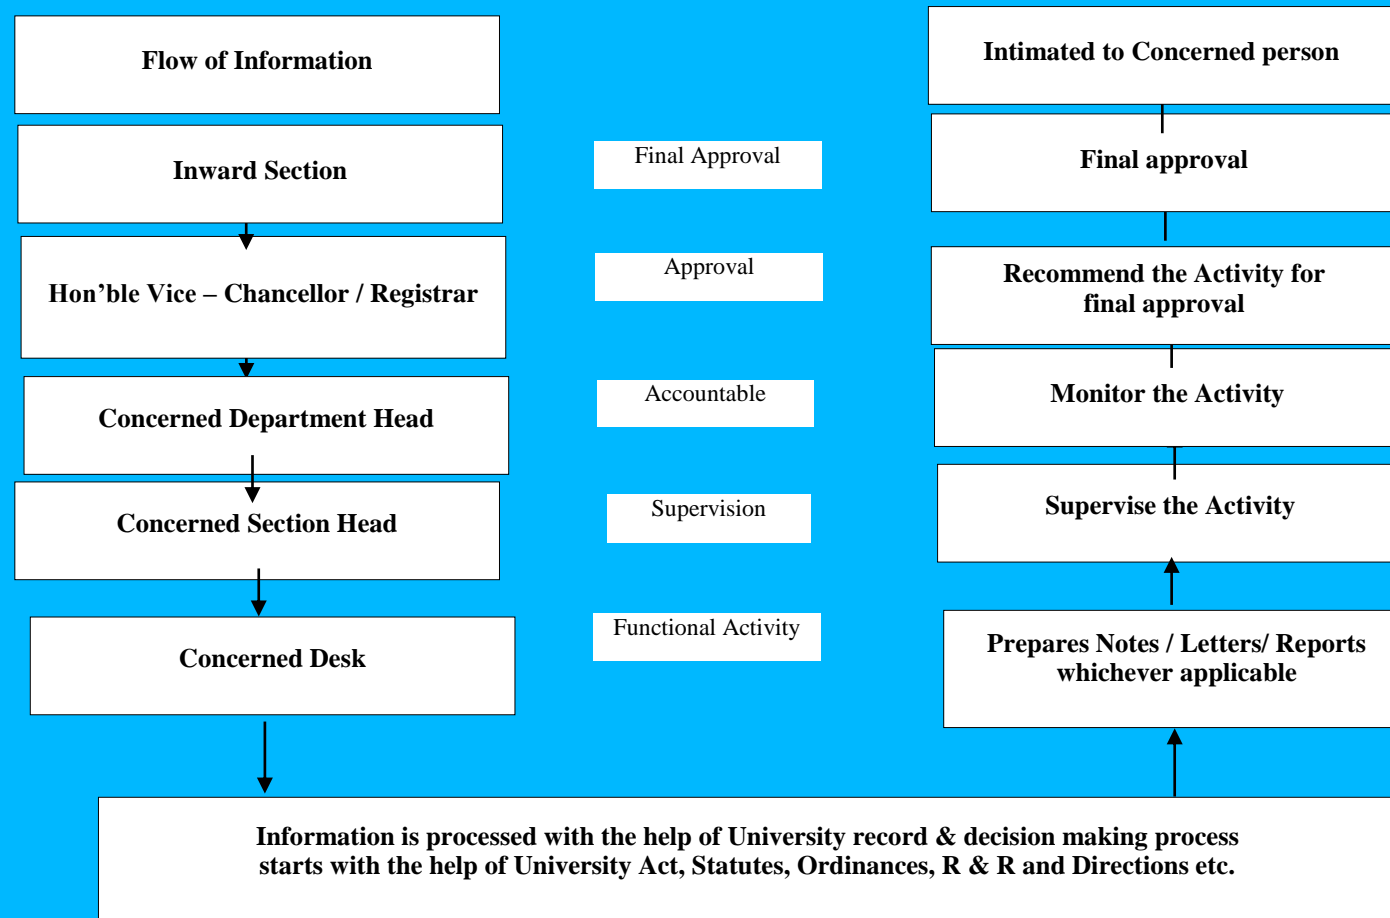 Flow of Information
Inward Section
Hon’ble Vice – Chancellor / Registrar
Concerned Department Head
Concerned Section Head
Concerned Desk
Final Approval
Approval
Accountable
Supervision
Functional Activity
Intimated to Concerned person
Final approval
Recommend the Activity for
final approval
Monitor the Activity
Supervise the Activity
Prepares Notes / Letters/ Reports
whichever applicable
Information is processed with the help of University record & decision making process
starts with the help of University Act, Statutes, Ordinances, R & R and Directions etc.